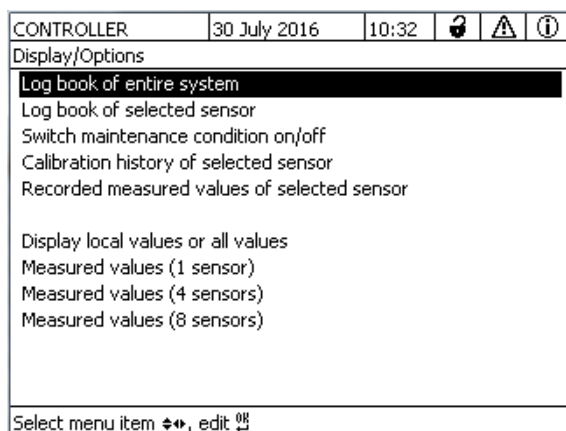 CONTROLLER 30 July 2016 10:32
Display/Options
Log book of entire system
Log book of selected sensor
Switch maintenance condition on/off
Calibration history of selected sensor
Recorded measured values of selected sensor
Display local values or all values
Measured values (1 sensor)
Measured values (4 sensors)
Measured values (8 sensors)
Select menu item , edit OK